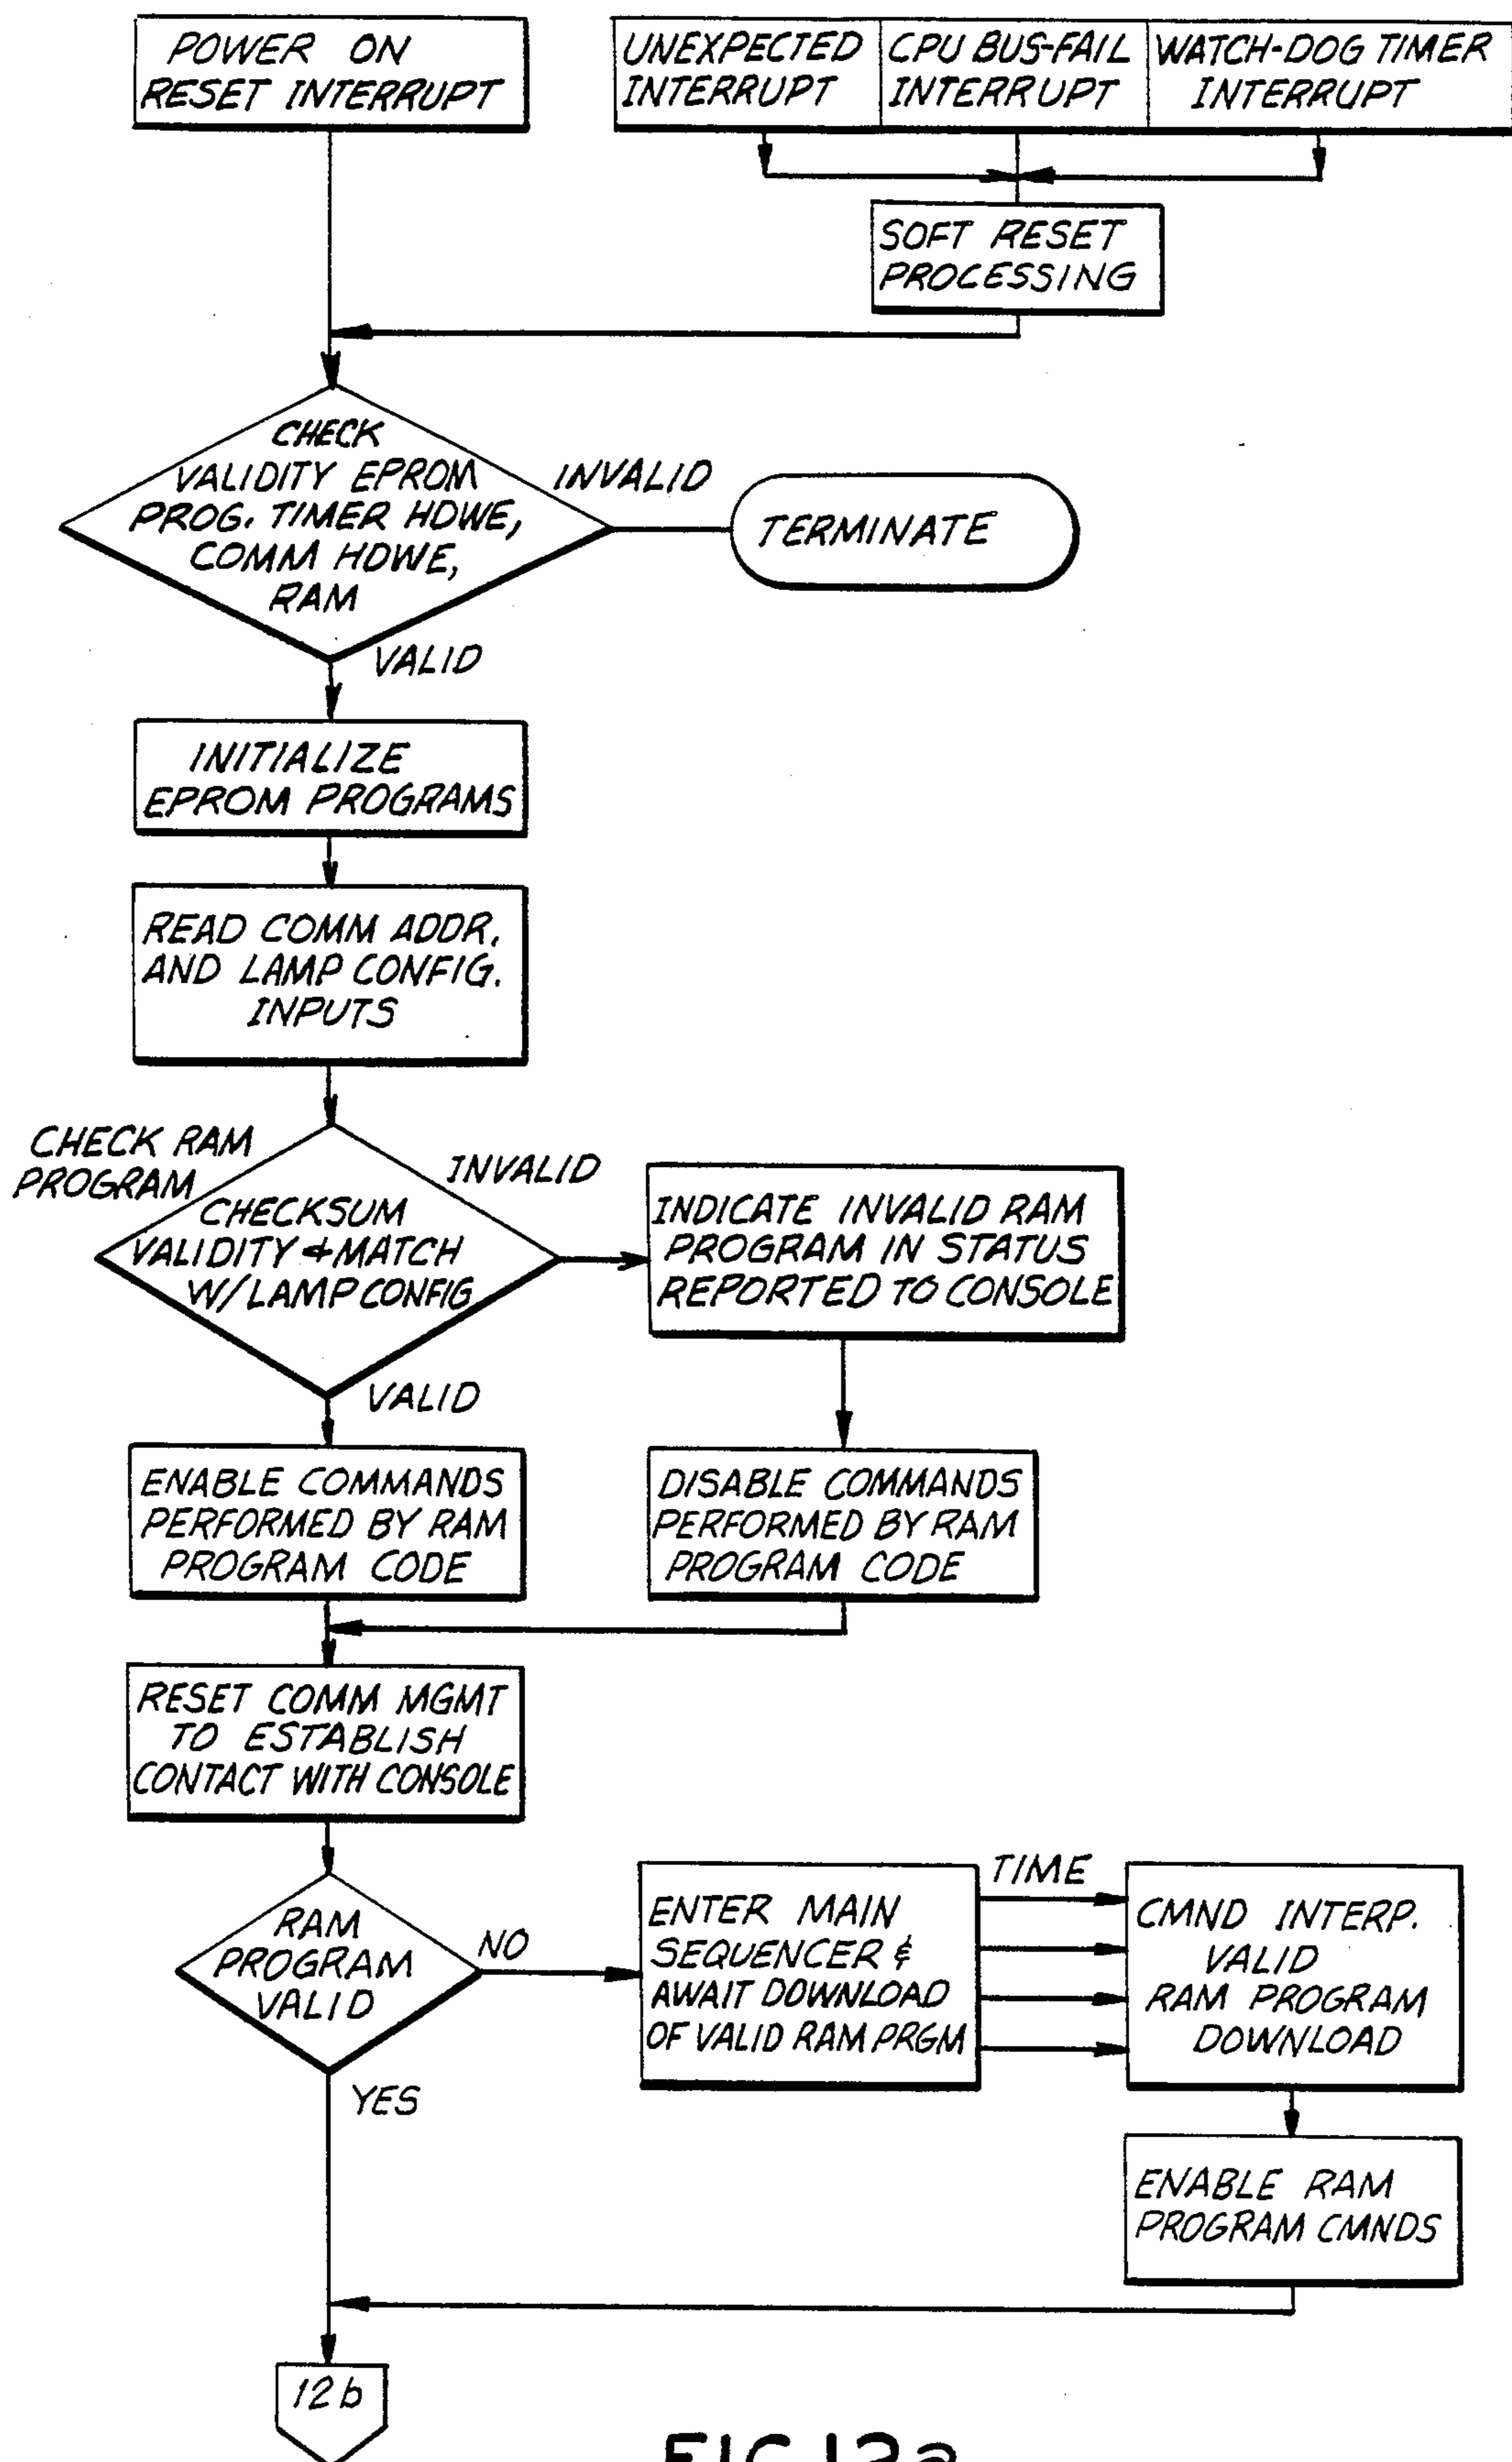 POWER ON
RESET INTERRUPT
UNEXPECTED
INTERRUPT
CPU BUS-FAIL
INTERRUPT
WATCH-DOG TIMER
INTERRUPT
SOFT RESET
PROCESSING
CHECK
VALIDITY EPROM
PROG. TIMER HDWE,
COMM HDWE,
RAM
INVALID
TERMINATE
VALID
INITIALIZE
EPROM PROGRAMS
READ COMM ADDR.
AND LAMP CONFIG.
INPUTS
CHECK RAM
PROGRAM
CHECKSUM
VALIDITY & MATCH
W/ LAMP CONFIG
INVALID
INDICATE INVALID RAM
PROGRAM IN STATUS
REPORTED TO CONSOLE
VALID
ENABLE COMMANDS
PERFORMED BY RAM
PROGRAM CODE
DISABLE COMMANDS
PERFORMED BY RAM
PROGRAM CODE
RESET COMM MGMT
TO ESTABLISH
CONTACT WITH CONSOLE
RAM
PROGRAM
VALID
NO
ENTER MAIN
SEQUENCER &
AWAIT DOWNLOAD
OF VALID RAM PRGM
TIME
CMND INTERP.
VALID
RAM PROGRAM
DOWNLOAD
YES
ENABLE RAM
PROGRAM CMNDS
12b